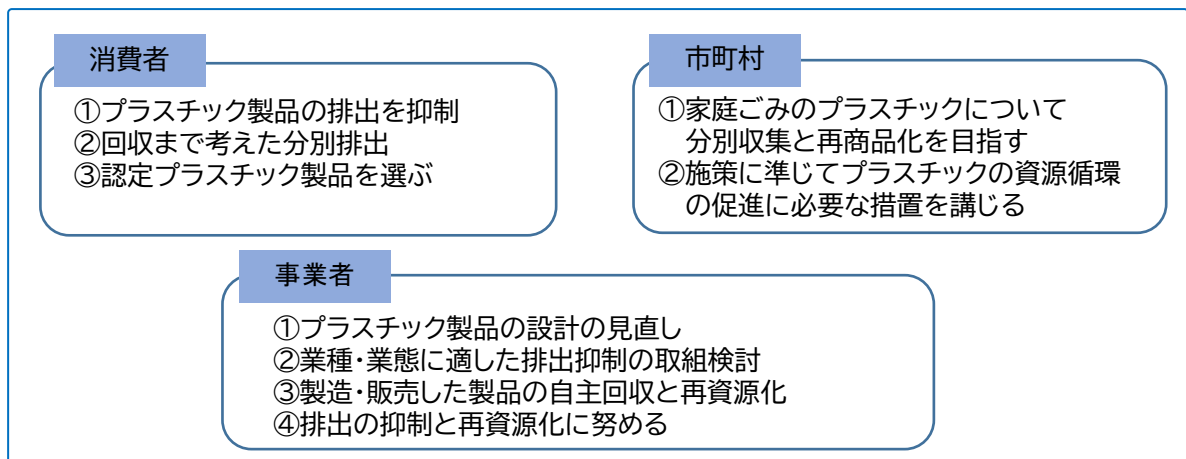 消費者
①プラスチック製品の排出を抑制
②回収まで考えた分別排出
③認定プラスチック製品を選ぶ
市町村
①家庭ごみのプラスチックについて
分別収集と再商品化を目指す
②施策に準じてプラスチックの資源循環
の促進に必要な措置を講じる
事業者
①プラスチック製品の設計の見直し
②業種・業態に適した排出抑制の取組検討
③製造・販売した製品の自主回収と再資源化
④排出の抑制と再資源化に努める